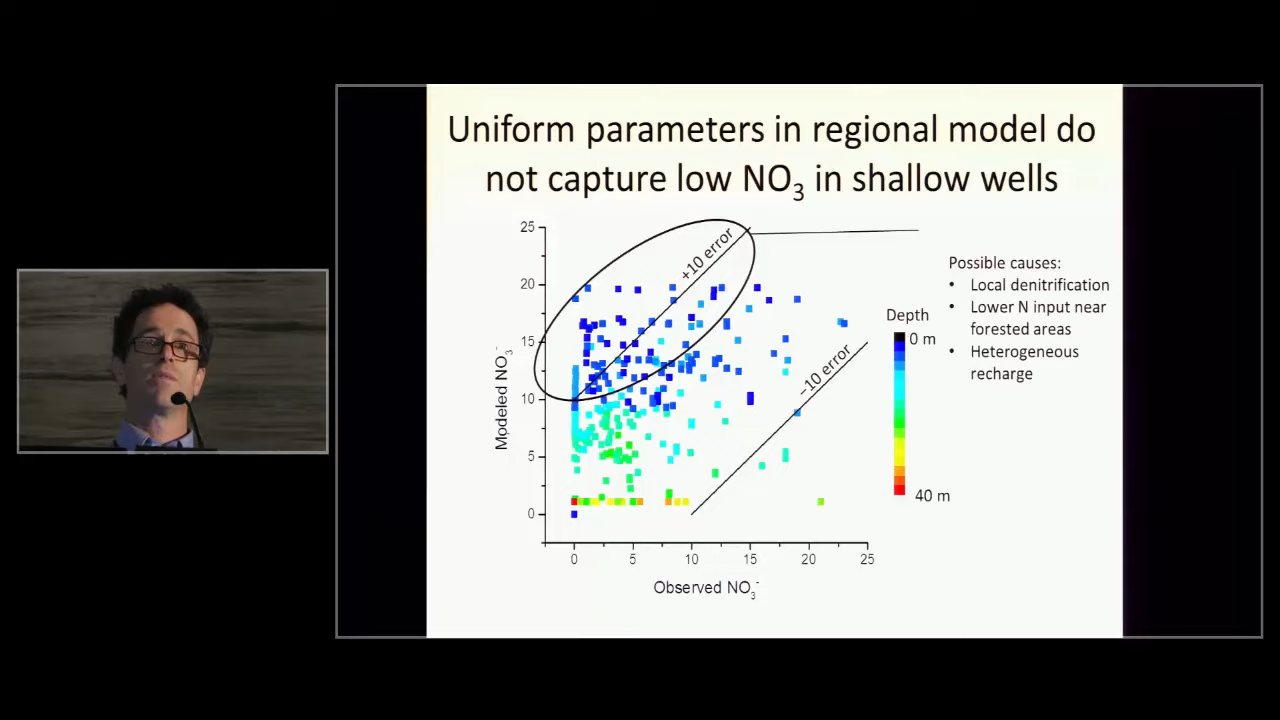 Uniform parameters in regional model do
not capture low NO3 in shallow wells
25
20
15
10
5
0
Modeled NO3-
0
5
10
15
20
25
Observed NO3-
+10 error
−10 error
Depth
0 m
40 m
Possible causes:
• Local denitrification
• Lower N input near
forested areas
• Heterogeneous
recharge